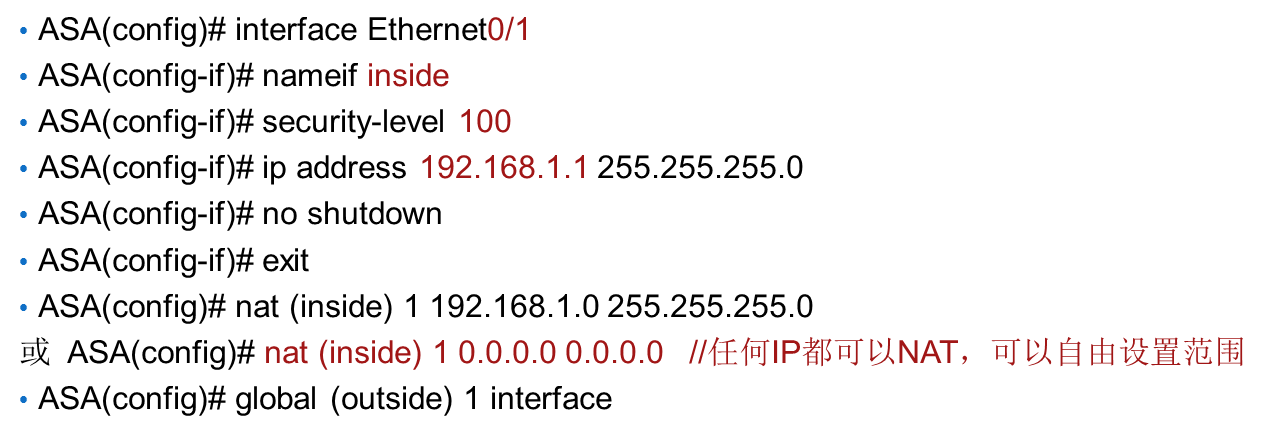 • ASA(config)# interface Ethernet0/1
• ASA(config-if)# nameif inside
• ASA(config-if)# security-level 100
• ASA(config-if)# ip address 192.168.1.1 255.255.255.0
• ASA(config-if)# no shutdown
• ASA(config-if)# exit
• ASA(config)# nat (inside) 1 192.168.1.0 255.255.255.0
或 ASA(config)# nat (inside) 1 0.0.0.0 0.0.0.0 //任何IP都可以NAT，可以自由设置范围
• ASA(config)# global (outside) 1 interface